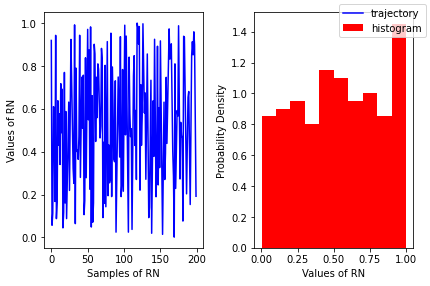 trajectory
histogram
Values of RN
1.0
0.8
0.6
0.4
0.2
0.0
0 50 100 150 200
Samples of RN
Probability Density
1.4
1.2
1.0
0.8
0.6
0.4
0.2
0.0
0.00 0.25 0.50 0.75 1.00
Values of RN